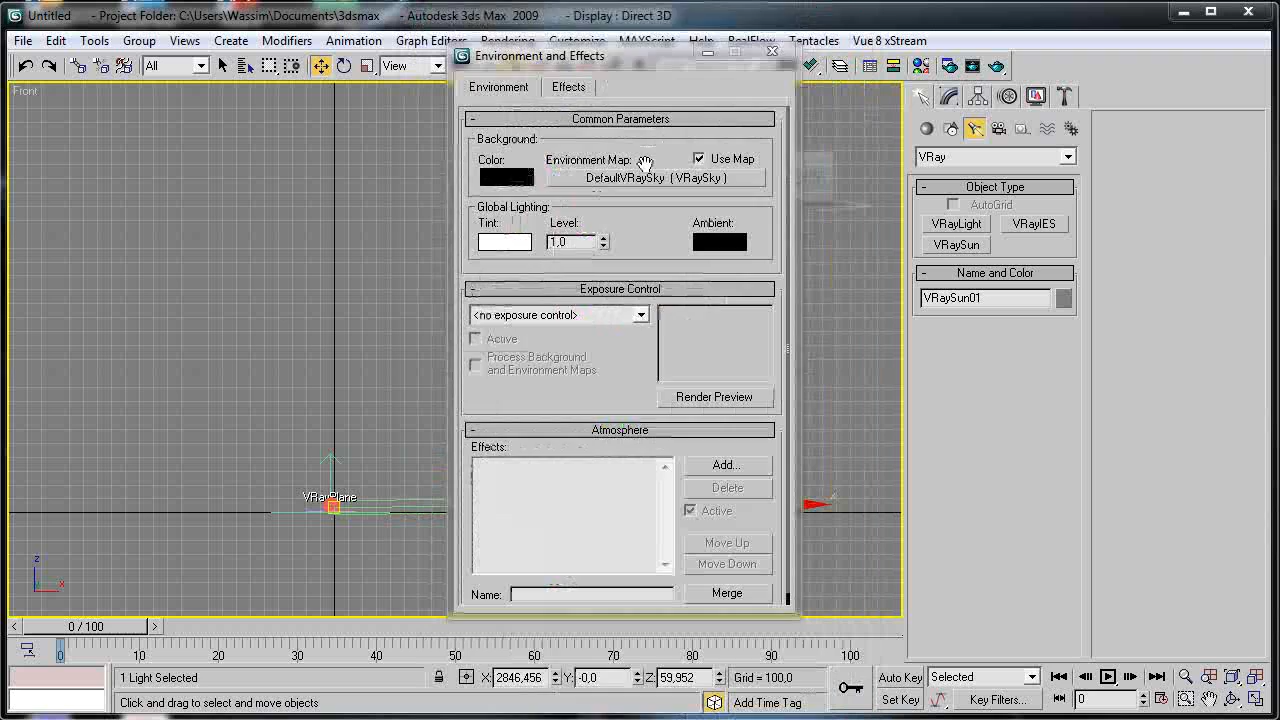 Untitled - Project Folder: C:\Users\Wassim\Documents\3dsmax - Autodesk 3ds Max 2009 - Display : Direct 3D
File Edit Tools Group Views Create Modifiers Animation Graph Editors Customize MAXScript Help RealFlow Tentacles Vue 8 xStream
All View
Front
Environment and Effects
Environment Effects
- Common Parameters
Background:
Color: Environment Map: Use Map
DefaultVRaySky ( VRaySky )
Global Lighting:
Tint: Level: Ambient:
1,0
- Exposure Control
<no exposure control>
Active
Process Background
and Environment Maps
Render Preview
- Atmosphere
Effects:
Add...
Delete
Active
Move Up
Move Down
Name: Merge
VRay
- Object Type
AutoGrid
VRayLight VRayIES
VRaySun
- Name and Color
VRaySun01
VRayPlane
z
x
< 0 / 100 >
0 10 20 30 40 50 60 70 80 90 100
1 Light Selected X: 2846,456 Y: -0,0 Z: 59,952 Grid = 100,0 Auto Key Selected
Click and drag to select and move objects Add Time Tag Set Key Key Filters... 0